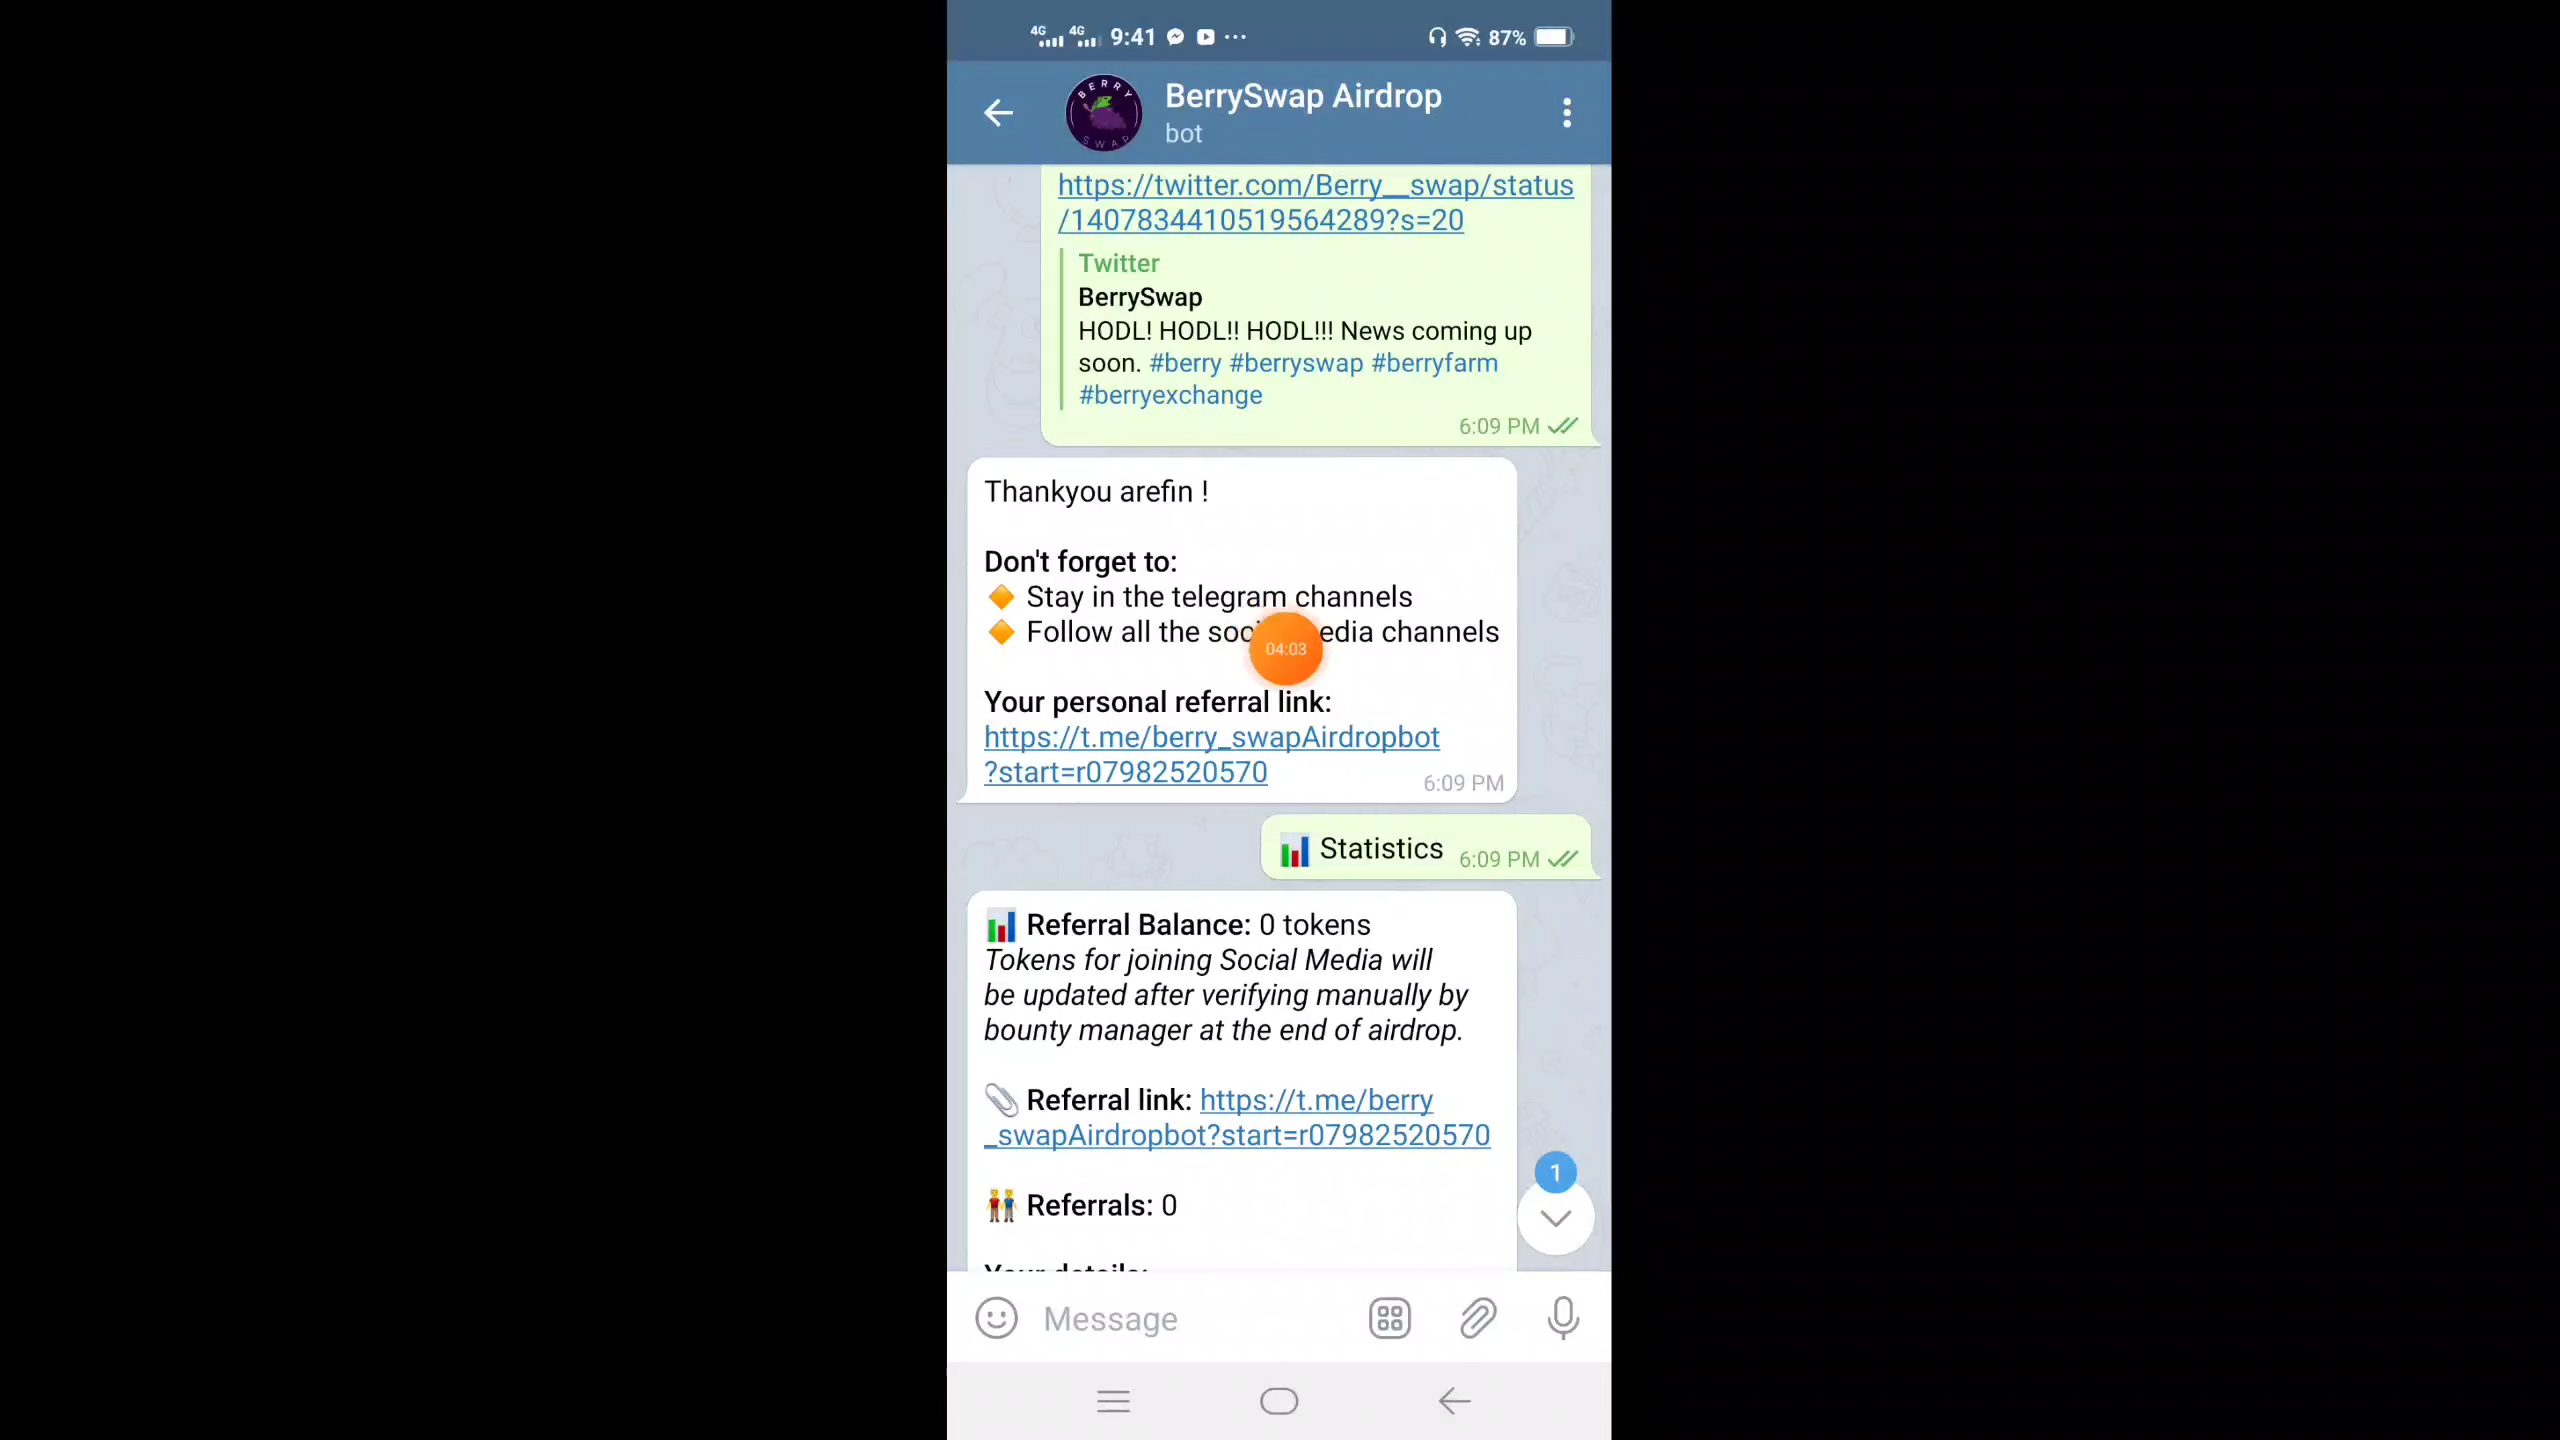 4G 4G 9:41 87%
BERRY
SWAP
BerrySwap Airdrop
bot
https://twitter.com/Berry__swap/status
/1407834410519564289?s=20
Twitter
BerrySwap
HODL! HODL!! HODL!!! News coming up
soon. #berry #berryswap #berryfarm
#berryexchange
6:09 PM
Thankyou arefin !
Don't forget to:
Stay in the telegram channels
Follow all the soci edia channels
04:03
Your personal referral link:
https://t.me/berry_swapAirdropbot
?start=r07982520570
6:09 PM
Statistics 6:09 PM
Referral Balance: 0 tokens
Tokens for joining Social Media will
be updated after verifying manually by
bounty manager at the end of airdrop.
Referral link: https://t.me/berry
_swapAirdropbot?start=r07982520570
1
Referrals: 0
Your details:
Message